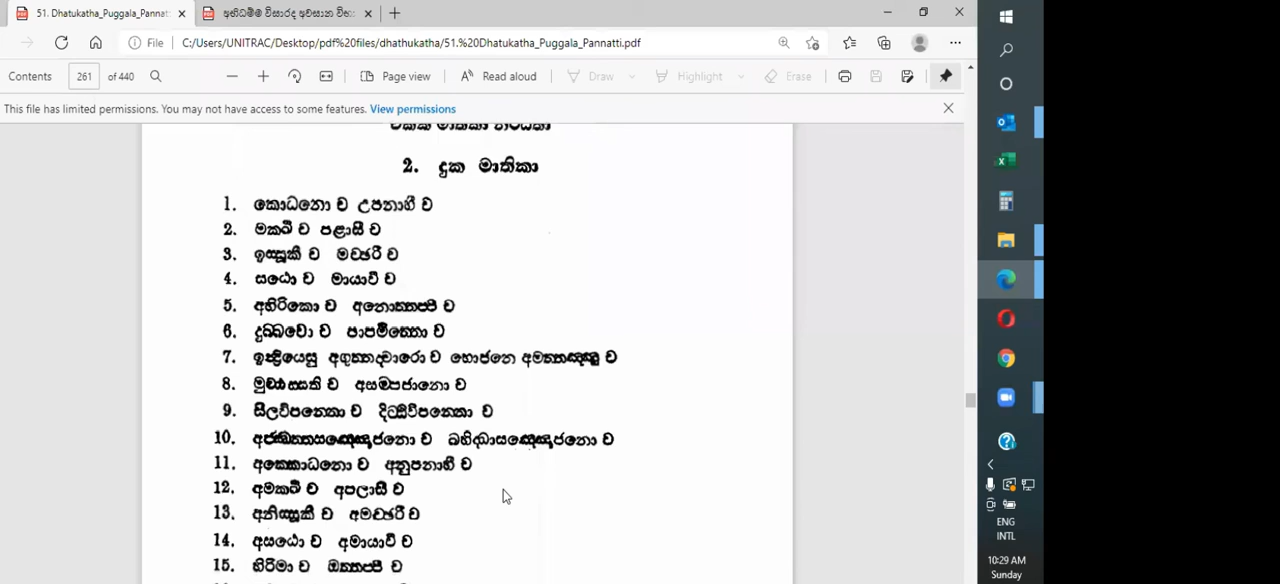 51. Dhatukatha_Puggala_Pannati
අභිධර්ම විශාරද අවසාන විභ
File
C:/Users/UNITRAC/Desktop/pdf%20files/dhathukatha/51.%20Dhatukatha_Puggala_Pannatti.pdf
Contents 261 of 440 Page view Read aloud Draw Highlight Erase
This file has limited permissions. You may not have access to some features. View permissions
2. දුක මාතිකා
1. කොධනො ච උපනාහී ච
2. මක්ඛී ච පළාසී ච
3. ඉස්සුකී ච මච්ඡරී ච
4. සඨො ච මායාවී ච
5. අහිරිකො ච අනොත්තප්පී ච
6. දුබ්බචො ච පාපමිත්තො ච
7. ඉන්ද්‍රියෙසු අගුත්තද්වාරො ච භොජනෙ අමත්තඤ්ඤූ ච
8. මුට්ඨස්සති ච අසම්පජානො ච
9. සීලවිපන්නො ච දිට්ඨිවිපන්නො ච
10. අජ්ඣත්තසඤ්ඤොජනො ච බහිද්ධාසඤ්ඤොජනො ච
11. අක්කොධනො ච අනුපනාහී ච
12. අමක්ඛී ච අපලාසී ච
13. අනිස්සුකී ච අමච්ඡරී ච
14. අසඨො ච අමායාවී ච
15. හිරිමා ච ඔත්තප්පී ච
ENG
INTL
10:29 AM
Sunday